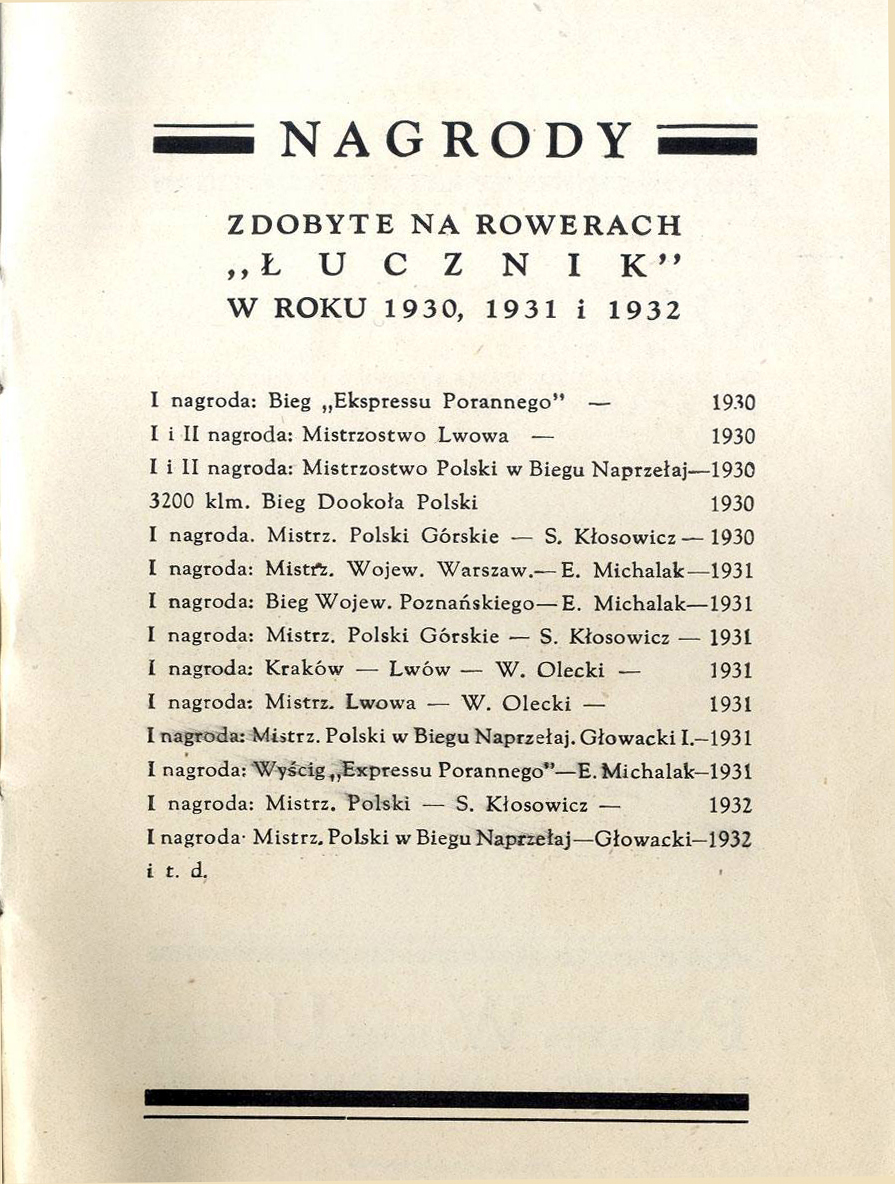 NAGRODY
ZDOBYTE NA ROWERACH
„ŁUCZNIK”
W ROKU 1930, 1931 i 1932
I nagroda: Bieg „Ekspressu Porannego” — 1930
I i II nagroda: Mistrzostwo Lwowa — 1930
I i II nagroda: Mistrzostwo Polski w Biegu Naprzełaj—1930
3200 klm. Bieg Dookoła Polski 1930
I nagroda. Mistrz. Polski Górskie — S. Kłosowicz — 1930
I nagroda: Mistrz. Wojew. Warszaw.— E. Michalak—1931
I nagroda: Bieg Wojew. Poznańskiego—E. Michalak—1931
I nagroda: Mistrz. Polski Górskie — S. Kłosowicz — 1931
I nagroda: Kraków — Lwów — W. Olecki — 1931
I nagroda: Mistrz. Lwowa — W. Olecki — 1931
I nagroda: Mistrz. Polski w Biegu Naprzełaj. Głowacki I.—1931
I nagroda: Wyścig „Expressu Porannego”—E. Michalak—1931
I nagroda: Mistrz. Polski — S. Kłosowicz — 1932
I nagroda· Mistrz. Polski w Biegu Naprzełaj—Głowacki—1932
i t. d.